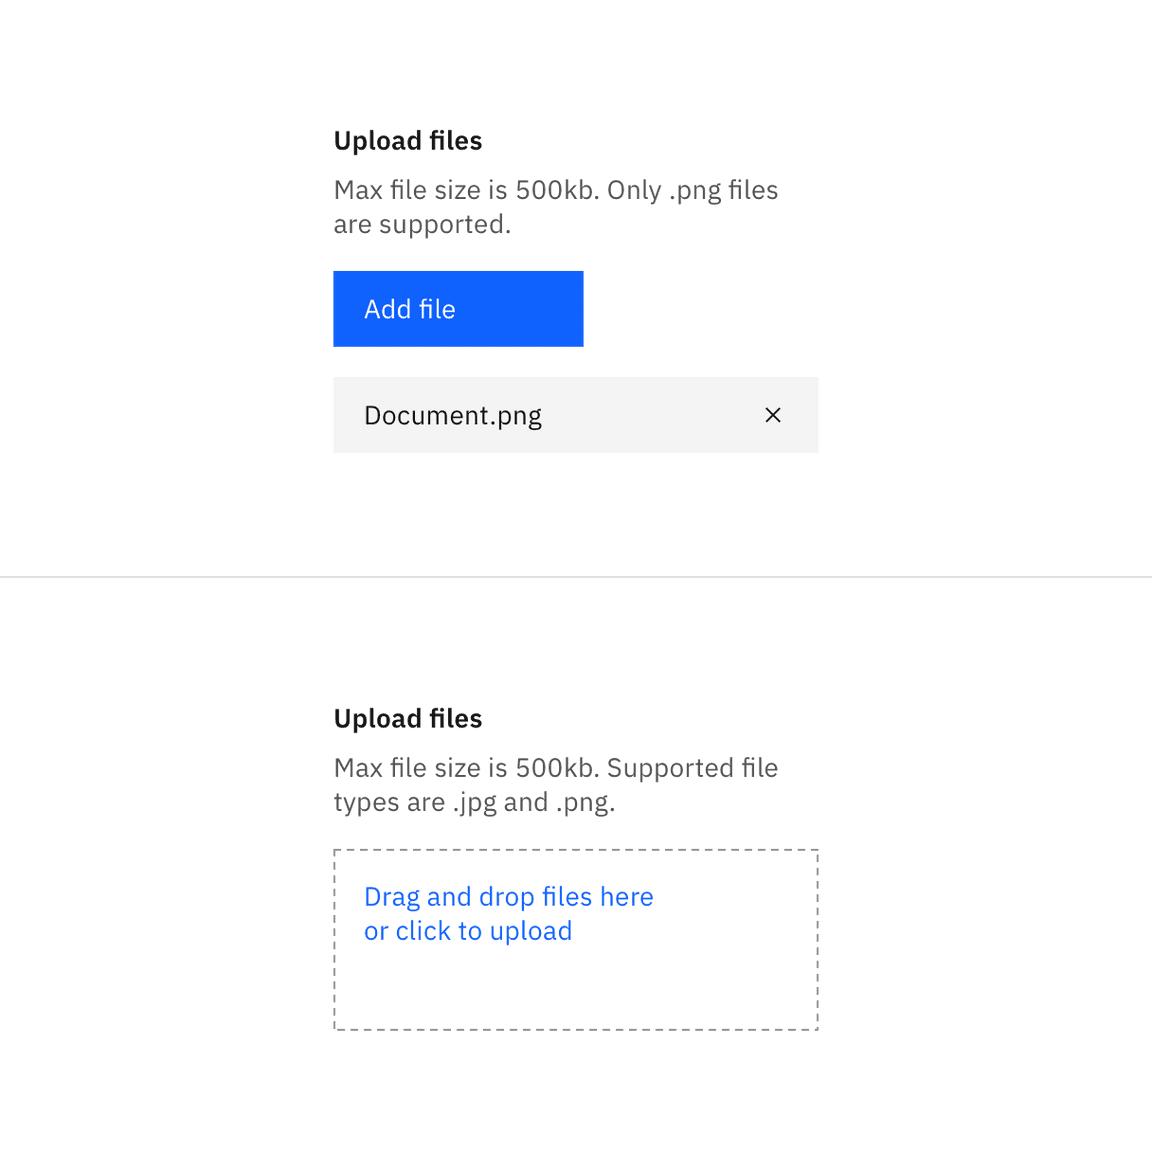 Upload files
Max file size is 500kb. Only .png files
are supported.
Add file
Document.png
Upload files
Max file size is 500kb. Supported file
types are .jpg and .png.
Drag and drop files here
or click to upload